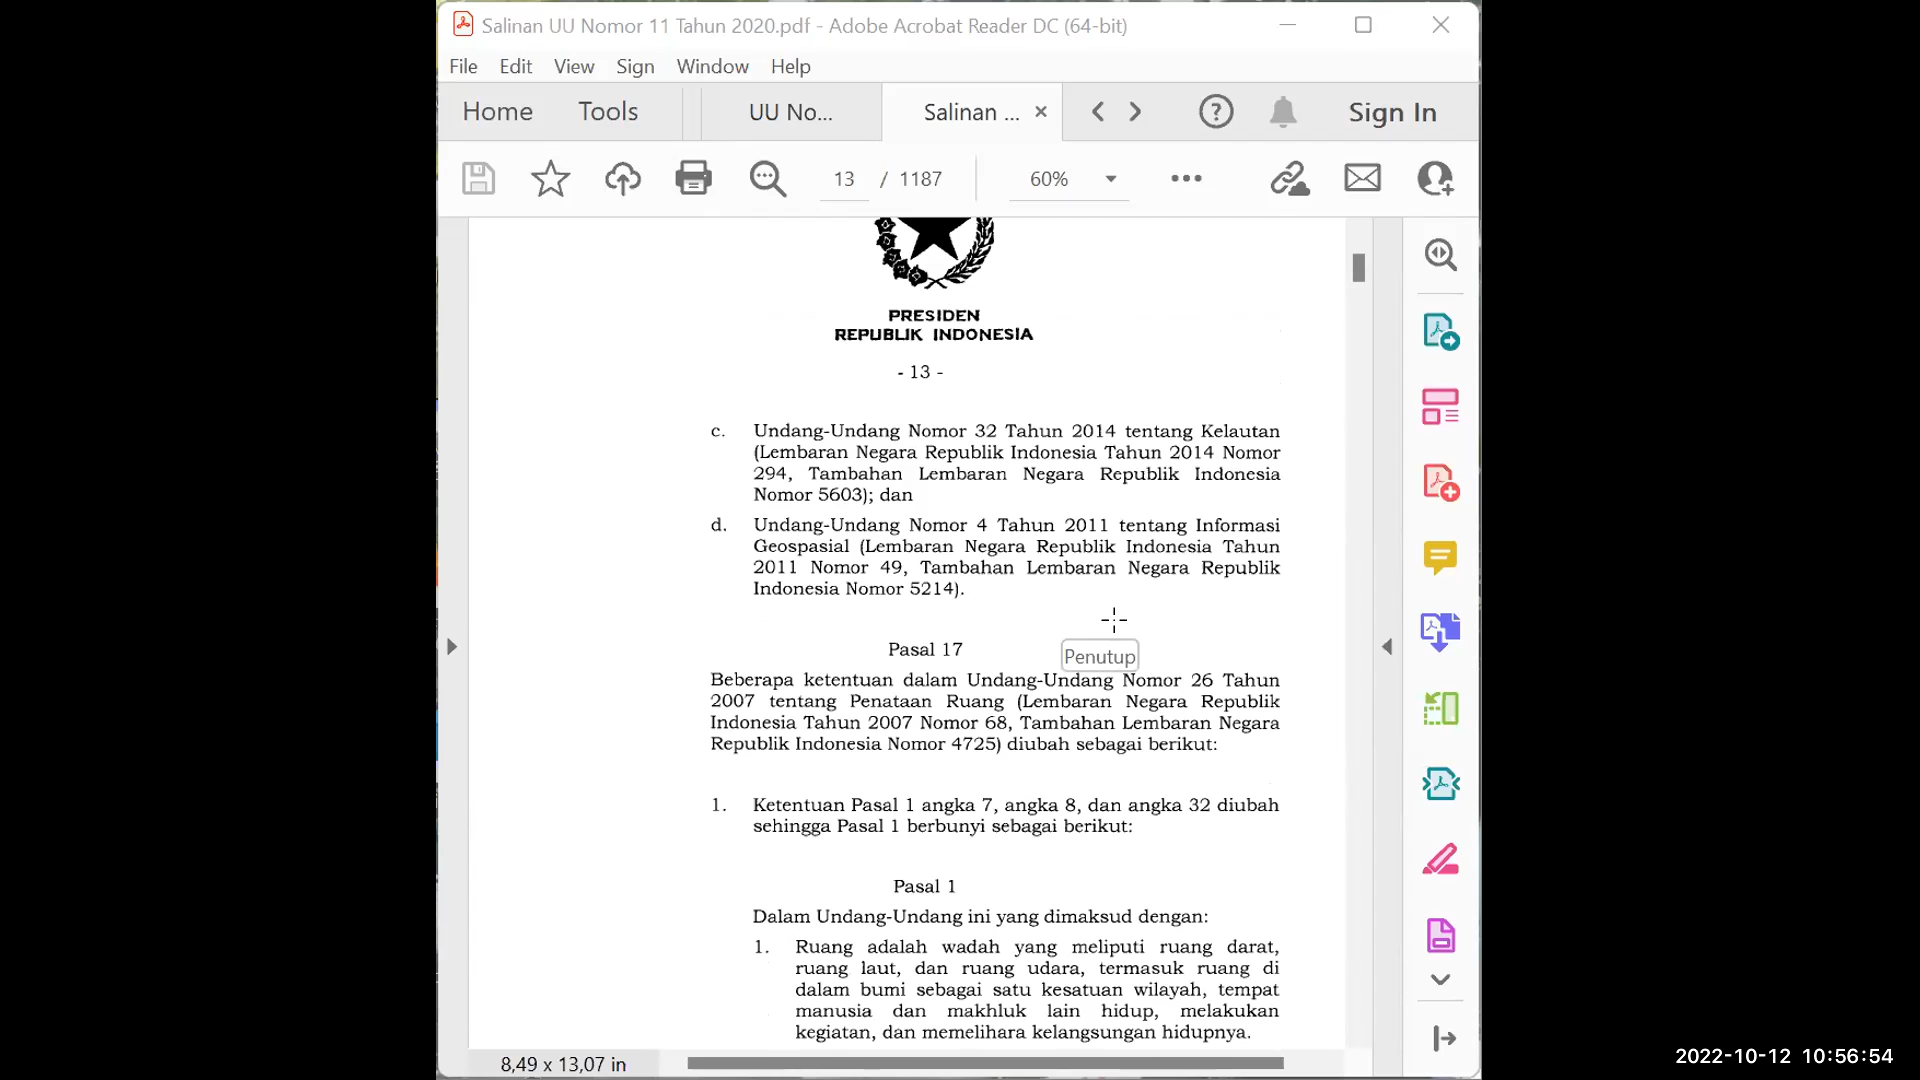 Salinan UU Nomor 11 Tahun 2020.pdf - Adobe Acrobat Reader DC (64-bit)
File Edit View Sign Window Help
Home Tools UU No... Salinan ... Sign In
13 / 1187 60%
PRESIDEN
REPUBLIK INDONESIA
- 13 -
c. Undang-Undang Nomor 32 Tahun 2014 tentang Kelautan
(Lembaran Negara Republik Indonesia Tahun 2014 Nomor
294, Tambahan Lembaran Negara Republik Indonesia
Nomor 5603); dan
d. Undang-Undang Nomor 4 Tahun 2011 tentang Informasi
Geospasial (Lembaran Negara Republik Indonesia Tahun
2011 Nomor 49, Tambahan Lembaran Negara Republik
Indonesia Nomor 5214).
Pasal 17
Penutup
Beberapa ketentuan dalam Undang-Undang Nomor 26 Tahun
2007 tentang Penataan Ruang (Lembaran Negara Republik
Indonesia Tahun 2007 Nomor 68, Tambahan Lembaran Negara
Republik Indonesia Nomor 4725) diubah sebagai berikut:
1. Ketentuan Pasal 1 angka 7, angka 8, dan angka 32 diubah
sehingga Pasal 1 berbunyi sebagai berikut:
Pasal 1
Dalam Undang-Undang ini yang dimaksud dengan:
1. Ruang adalah wadah yang meliputi ruang darat,
ruang laut, dan ruang udara, termasuk ruang di
dalam bumi sebagai satu kesatuan wilayah, tempat
manusia dan makhluk lain hidup, melakukan
kegiatan, dan memelihara kelangsungan hidupnya.
8,49 x 13,07 in
2022-10-12 10:56:54